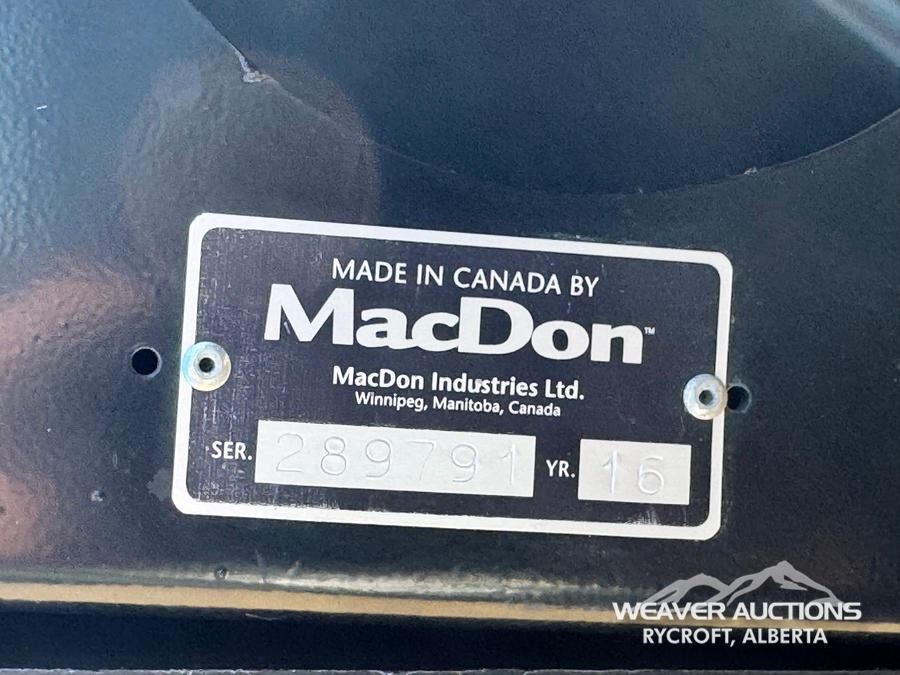 MADE IN CANADA BY
MacDon™
MacDon Industries Ltd.
Winnipeg, Manitoba, Canada
SER. 289791 YR. 16
WEAVER AUCTIONS
RYCROFT, ALBERTA